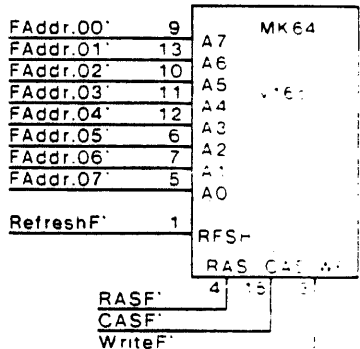 FAddr.00' 9 A7 MK64
FAddr.01' 13 A6
FAddr.02' 10 A5
FAddr.03' 11 A4
FAddr.04' 12 A3
FAddr.05' 6 A2
FAddr.06' 7 A1
FAddr.07' 5 A0
RefreshF' 1 RFSH
RAS CAS
4 15 3
RASF'
CASF'
WriteF'